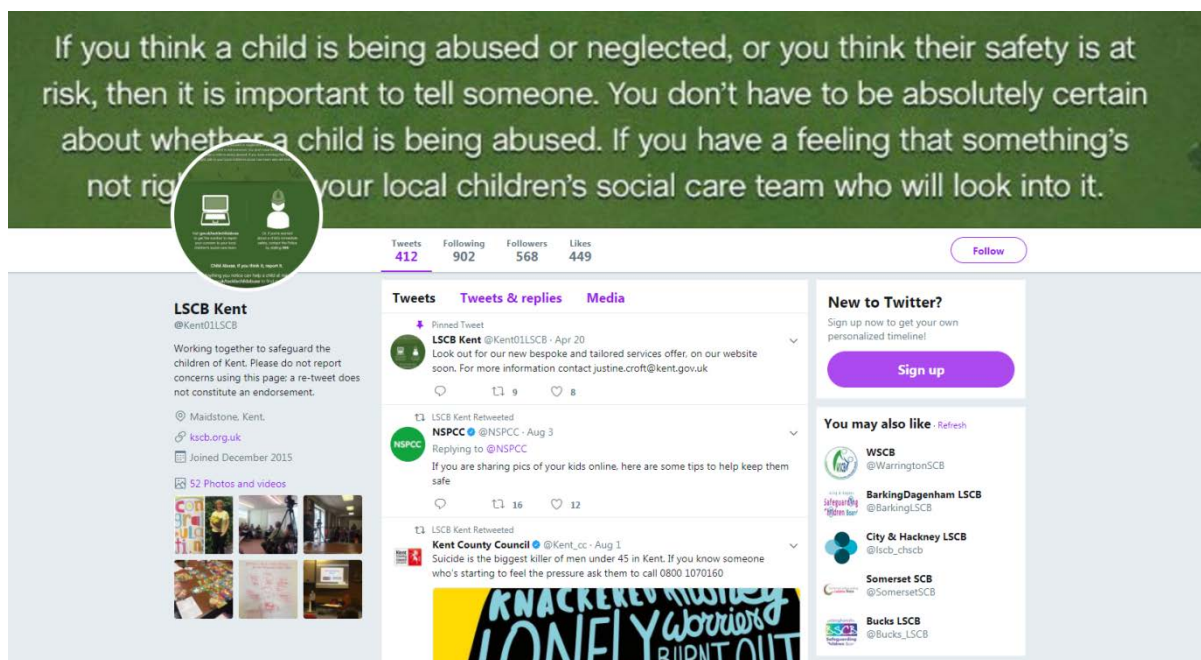 If you think a child is being abused or neglected, or you think their safety is at
risk, then it is important to tell someone. You don't have to be absolutely certain
about whether a child is being abused. If you have a feeling that something's
not your local children's social care team who will look into it.
Tweets
412
Following
902
Followers
568
Likes
449
Follow
Child Abuse, if you think it, report it.
LSCB Kent
@Kent01LSCB
Working together to safeguard the
children of Kent. Please do not report
concerns using this page; a re-tweet does
not constitute an endorsement.
Maidstone, Kent.
kscb.org.uk
Joined December 2015
52 Photos and videos
Tweets Tweets & replies Media
Pinned Tweet
LSCB Kent @Kent01LSCB · Apr 20
Look out for our new bespoke and tailored services offer, on our website
soon. For more information contact justine.croft@kent.gov.uk
9 8
LSCB Kent Retweeted
NSPCC
NSPCC @NSPCC · Aug 3
Replying to @NSPCC
If you are sharing pics of your kids online, here are some tips to help keep them
safe
16 12
LSCB Kent Retweeted
Kent County Council @Kent_cc · Aug 1
Suicide is the biggest killer of men under 45 in Kent. If you know someone
who's starting to feel the pressure ask them to call 0800 1070160
KNACKERED
LONELY Worried
BURNT OUT
New to Twitter?
Sign up now to get your own
personalized timeline!
Sign up
You may also like · Refresh
WSCB
@WarringtonSCB
BarkingDagenham LSCB
@BarkingLSCB
City & Hackney LSCB
@lscb_chscb
Somerset SCB
@SomersetSCB
Bucks LSCB
@Bucks_LSCB